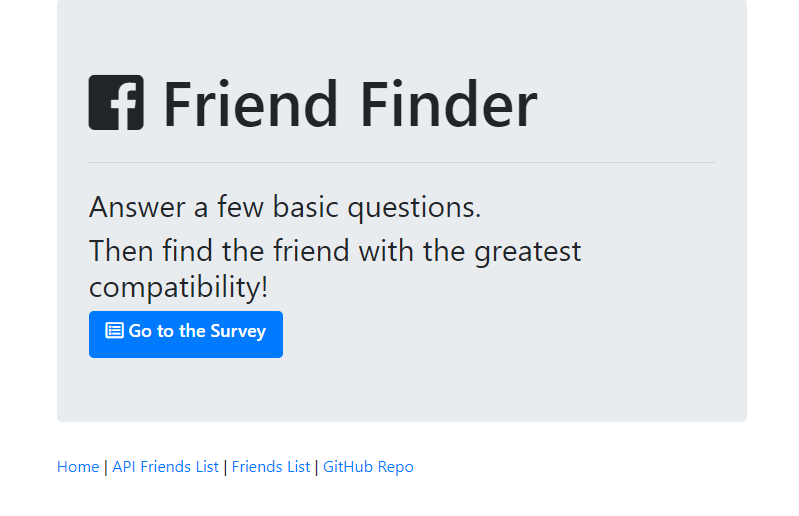 Friend Finder
Answer a few basic questions.
Then find the friend with the greatest
compatibility!
Go to the Survey
Home | API Friends List | Friends List | GitHub Repo